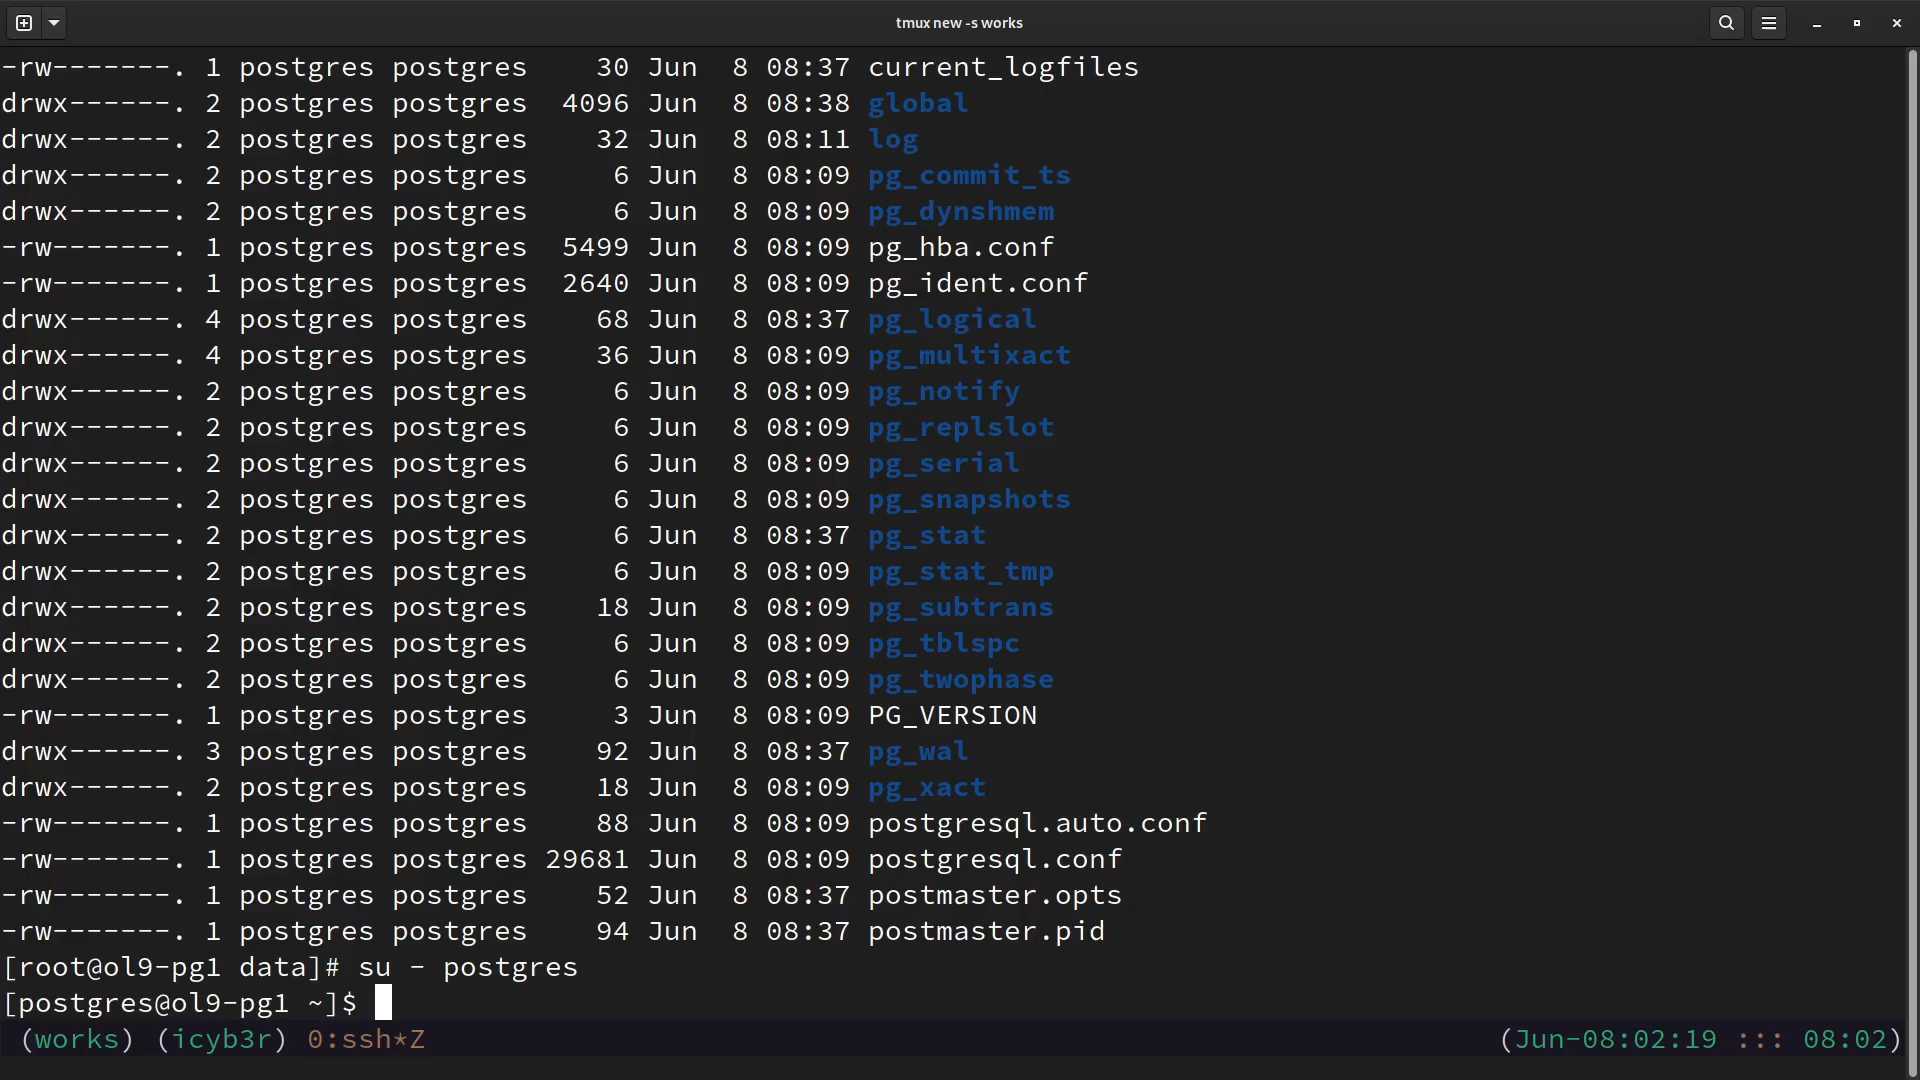 tmux new -s works
-rw-------. 1 postgres postgres    30 Jun  8 08:37 current_logfiles
drwx------. 2 postgres postgres  4096 Jun  8 08:38 global
drwx------. 2 postgres postgres    32 Jun  8 08:11 log
drwx------. 2 postgres postgres     6 Jun  8 08:09 pg_commit_ts
drwx------. 2 postgres postgres     6 Jun  8 08:09 pg_dynshmem
-rw-------. 1 postgres postgres  5499 Jun  8 08:09 pg_hba.conf
-rw-------. 1 postgres postgres  2640 Jun  8 08:09 pg_ident.conf
drwx------. 4 postgres postgres    68 Jun  8 08:37 pg_logical
drwx------. 4 postgres postgres    36 Jun  8 08:09 pg_multixact
drwx------. 2 postgres postgres     6 Jun  8 08:09 pg_notify
drwx------. 2 postgres postgres     6 Jun  8 08:09 pg_replslot
drwx------. 2 postgres postgres     6 Jun  8 08:09 pg_serial
drwx------. 2 postgres postgres     6 Jun  8 08:09 pg_snapshots
drwx------. 2 postgres postgres     6 Jun  8 08:37 pg_stat
drwx------. 2 postgres postgres     6 Jun  8 08:09 pg_stat_tmp
drwx------. 2 postgres postgres    18 Jun  8 08:09 pg_subtrans
drwx------. 2 postgres postgres     6 Jun  8 08:09 pg_tblspc
drwx------. 2 postgres postgres     6 Jun  8 08:09 pg_twophase
-rw-------. 1 postgres postgres     3 Jun  8 08:09 PG_VERSION
drwx------. 3 postgres postgres    92 Jun  8 08:37 pg_wal
drwx------. 2 postgres postgres    18 Jun  8 08:09 pg_xact
-rw-------. 1 postgres postgres    88 Jun  8 08:09 postgresql.auto.conf
-rw-------. 1 postgres postgres 29681 Jun  8 08:09 postgresql.conf
-rw-------. 1 postgres postgres    52 Jun  8 08:37 postmaster.opts
-rw-------. 1 postgres postgres    94 Jun  8 08:37 postmaster.pid
[root@ol9-pg1 data]# su - postgres
[postgres@ol9-pg1 ~]$
(works) (icyb3r) 0:ssh*Z (Jun-08:02:19 ::: 08:02)